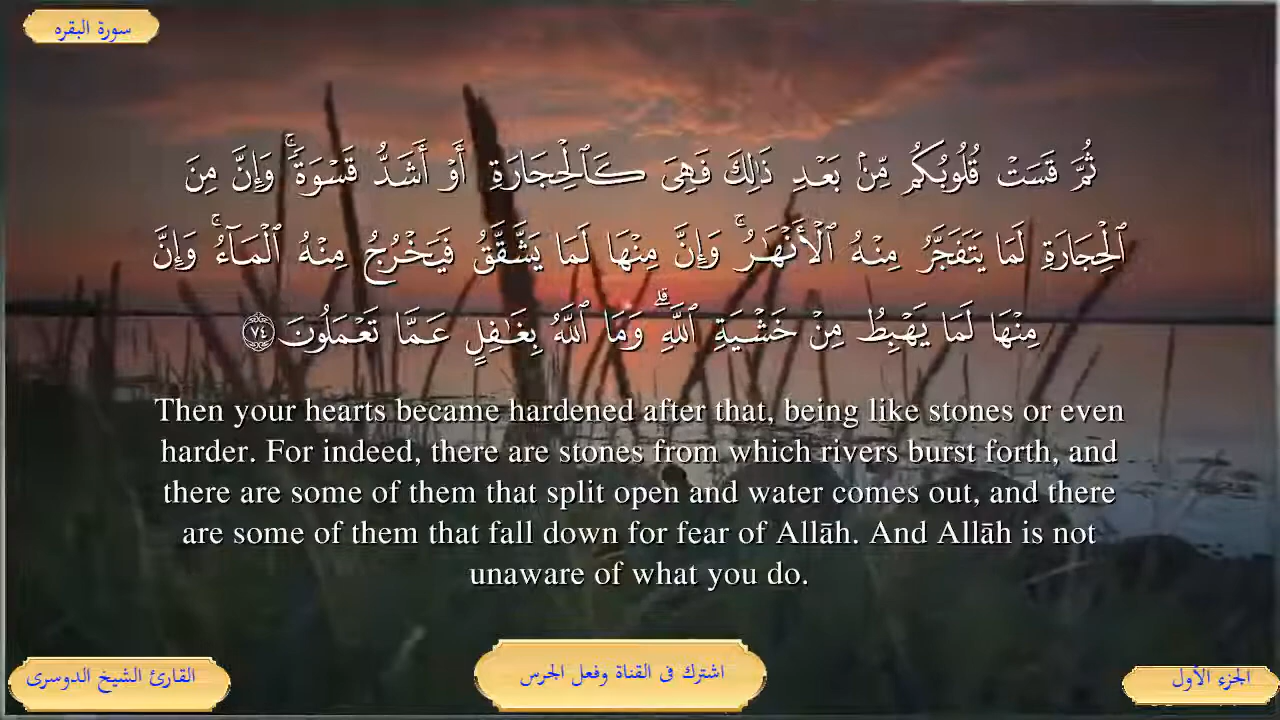 سورة البقره
ثُمَّ قَسَتْ قُلُوبُكُم مِّنۢ بَعْدِ ذَٰلِكَ فَهِىَ كَٱلْحِجَارَةِ أَوْ أَشَدُّ قَسْوَةً ۚ وَإِنَّ مِنَ
ٱلْحِجَارَةِ لَمَا يَتَفَجَّرُ مِنْهُ ٱلْأَنْهَـٰرُ ۚ وَإِنَّ مِنْهَا لَمَا يَشَّقَّقُ فَيَخْرُجُ مِنْهُ ٱلْمَآءُ ۚ وَإِنَّ
مِنْهَا لَمَا يَهْبِطُ مِنْ خَشْيَةِ ٱللَّهِ ۗ وَمَا ٱللَّهُ بِغَـٰفِلٍ عَمَّا تَعْمَلُونَ ٧٤
Then your hearts became hardened after that, being like stones or even
harder. For indeed, there are stones from which rivers burst forth, and
there are some of them that split open and water comes out, and there
are some of them that fall down for fear of Allāh. And Allāh is not
unaware of what you do.
الجزء الأول
اشترك فى القناة وفعل الجرس
القارئ الشيخ الدوسرى